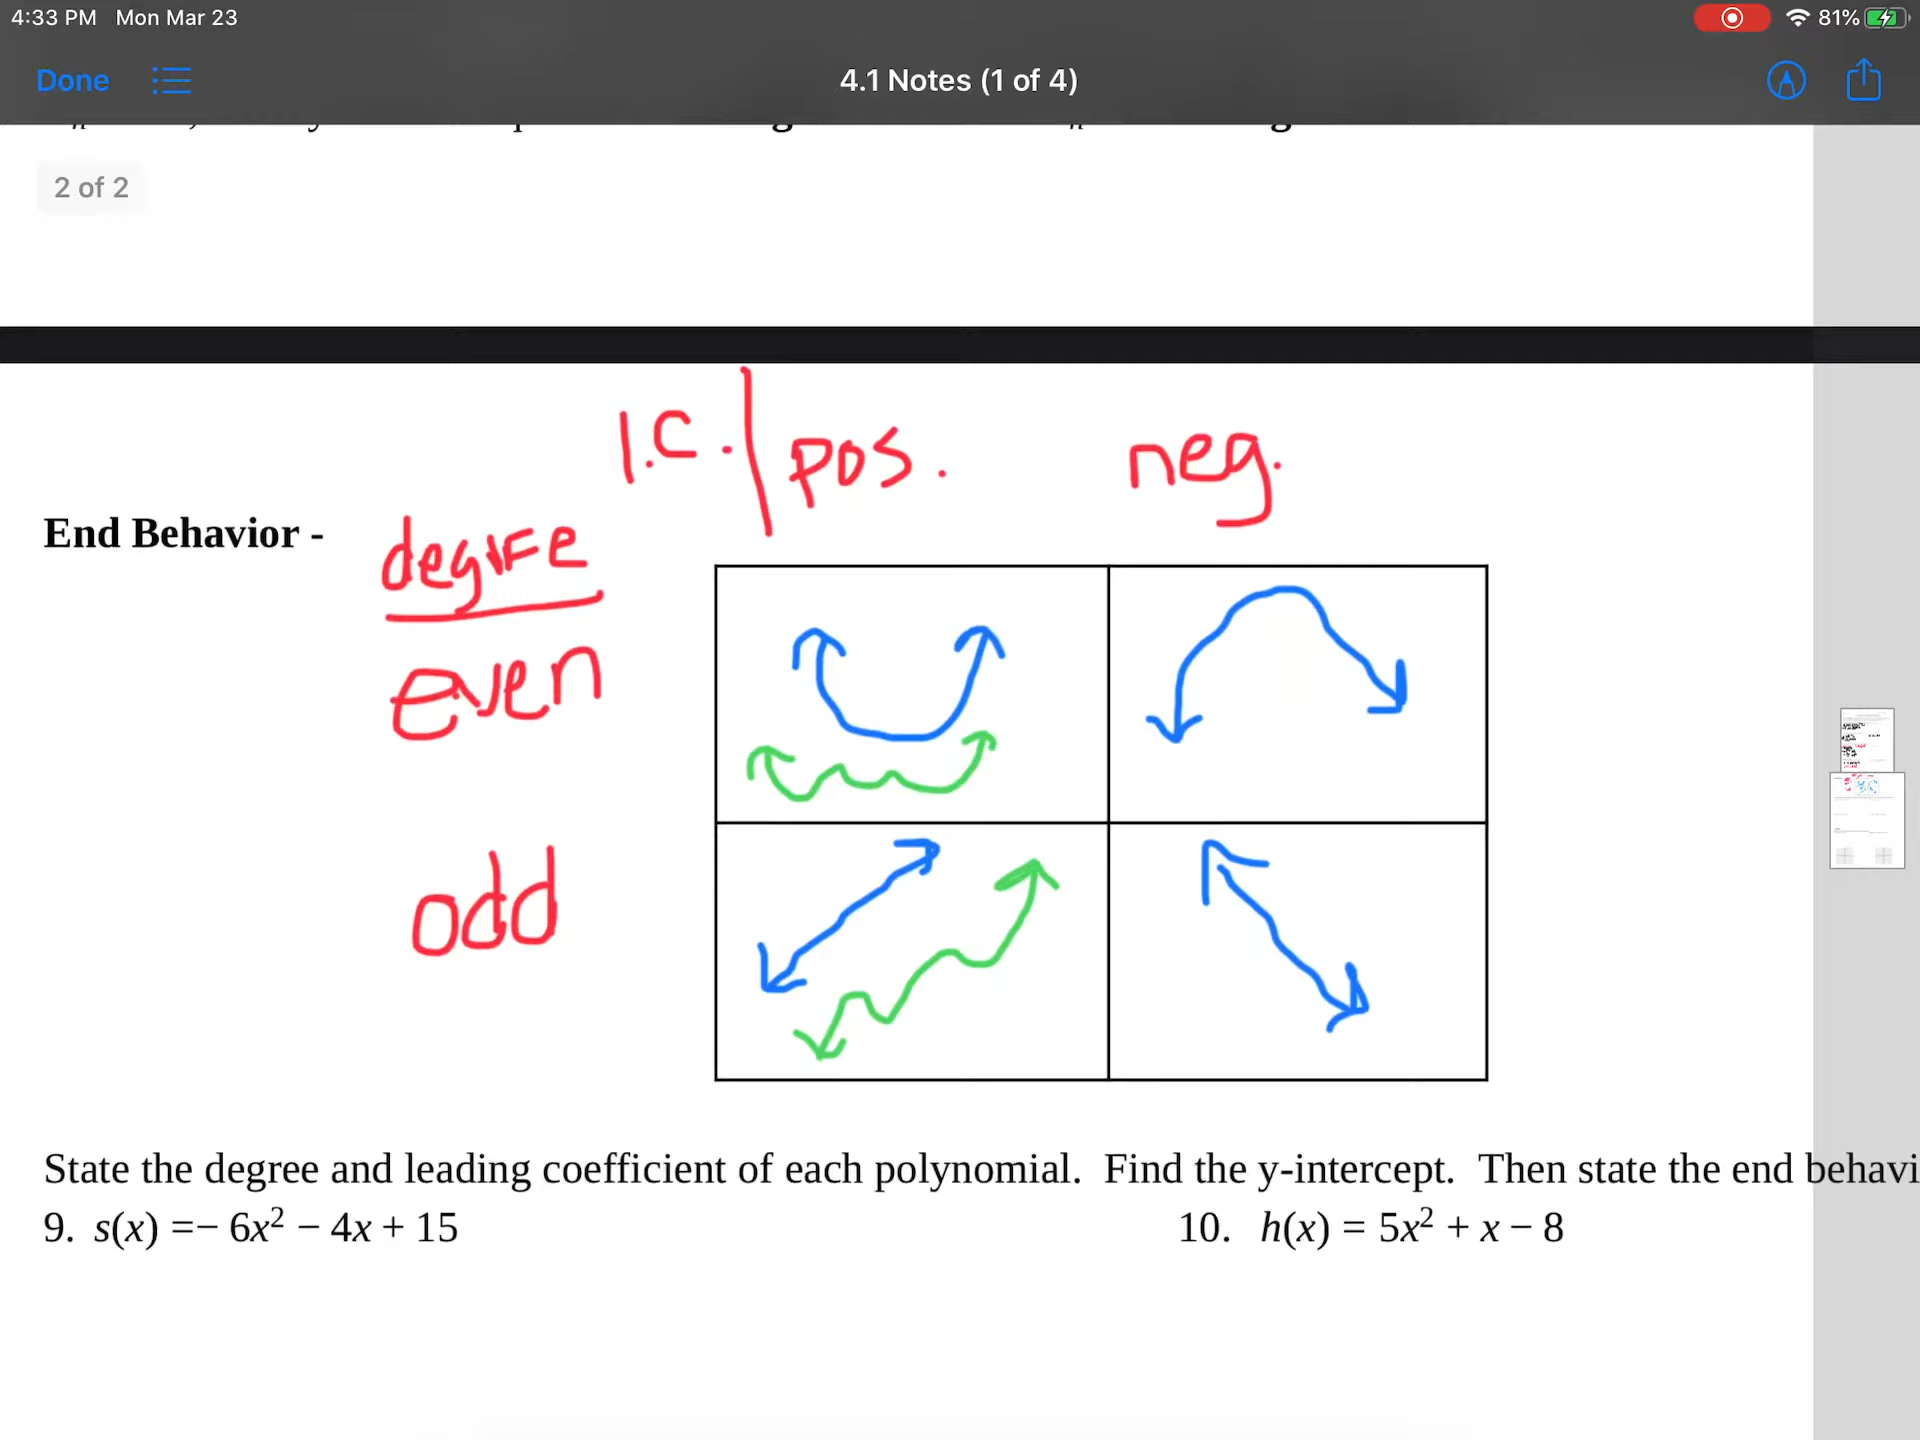 4:33 PM Mon Mar 23
81%
Done
4.1 Notes (1 of 4)
2 of 2
l.c. pos. neg.
End Behavior - degree
even
odd
State the degree and leading coefficient of each polynomial. Find the y-intercept. Then state the end behavi
9. s(x) =− 6x² − 4x + 15
10. h(x) = 5x² + x − 8